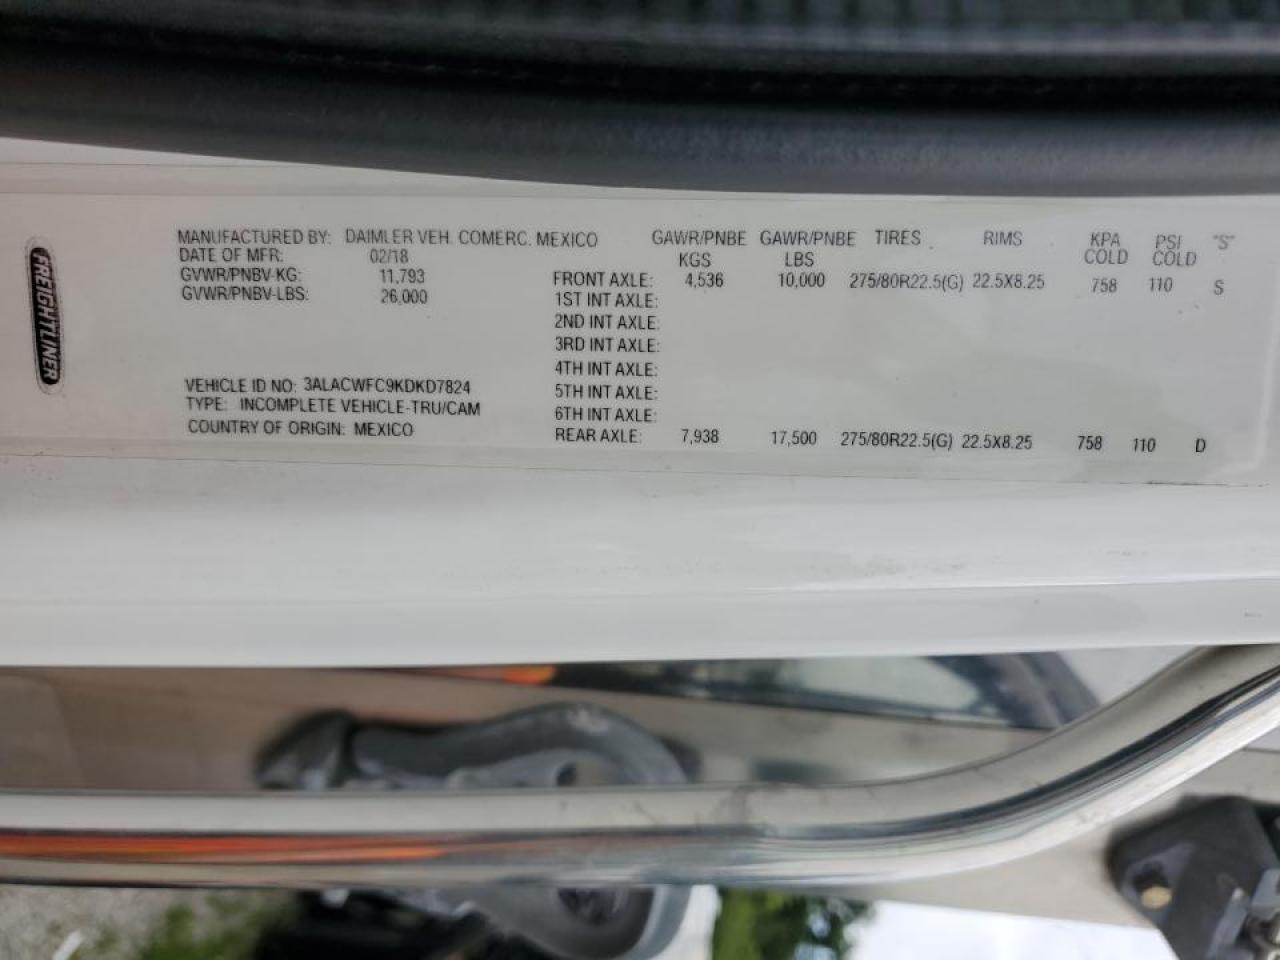 FREIGHTLINER
MANUFACTURED BY: DAIMLER VEH. COMERC. MEXICO
DATE OF MFR: 02/18
GVWR/PNBV-KG: 11,793
GVWR/PNBV-LBS: 26,000
VEHICLE ID NO: 3ALACWFC9KDKD7824
TYPE: INCOMPLETE VEHICLE-TRU/CAM
COUNTRY OF ORIGIN: MEXICO
GAWR/PNBE GAWR/PNBE TIRES RIMS KPA PSI "S"
KGS LBS COLD COLD
FRONT AXLE: 4,536 10,000 275/80R22.5(G) 22.5X8.25 758 110 S
1ST INT AXLE:
2ND INT AXLE:
3RD INT AXLE:
4TH INT AXLE:
5TH INT AXLE:
6TH INT AXLE:
REAR AXLE: 7,938 17,500 275/80R22.5(G) 22.5X8.25 758 110 D